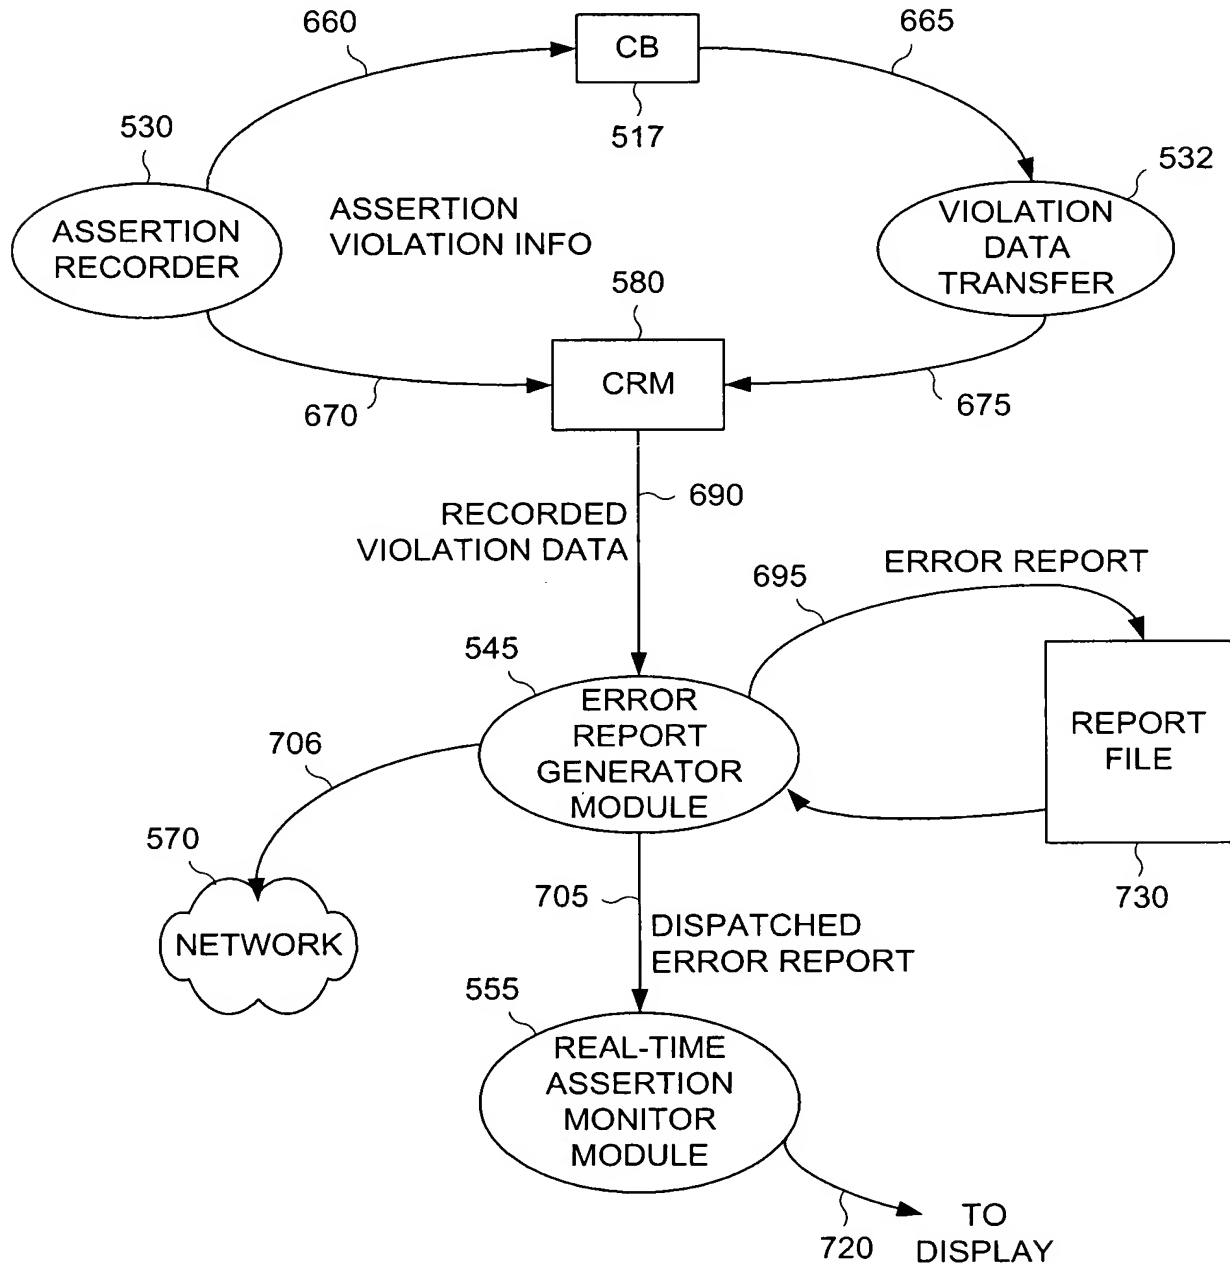 660
CB
665
517
530
532
ASSERTION
RECORDER
ASSERTION
VIOLATION INFO
VIOLATION
DATA
TRANSFER
580
CRM
670
675
690
RECORDED
VIOLATION DATA
ERROR REPORT
695
545
ERROR
REPORT
GENERATOR
MODULE
REPORT
FILE
706
570
NETWORK
705
730
DISPATCHED
ERROR REPORT
555
REAL-TIME
ASSERTION
MONITOR
MODULE
720
TO
DISPLAY